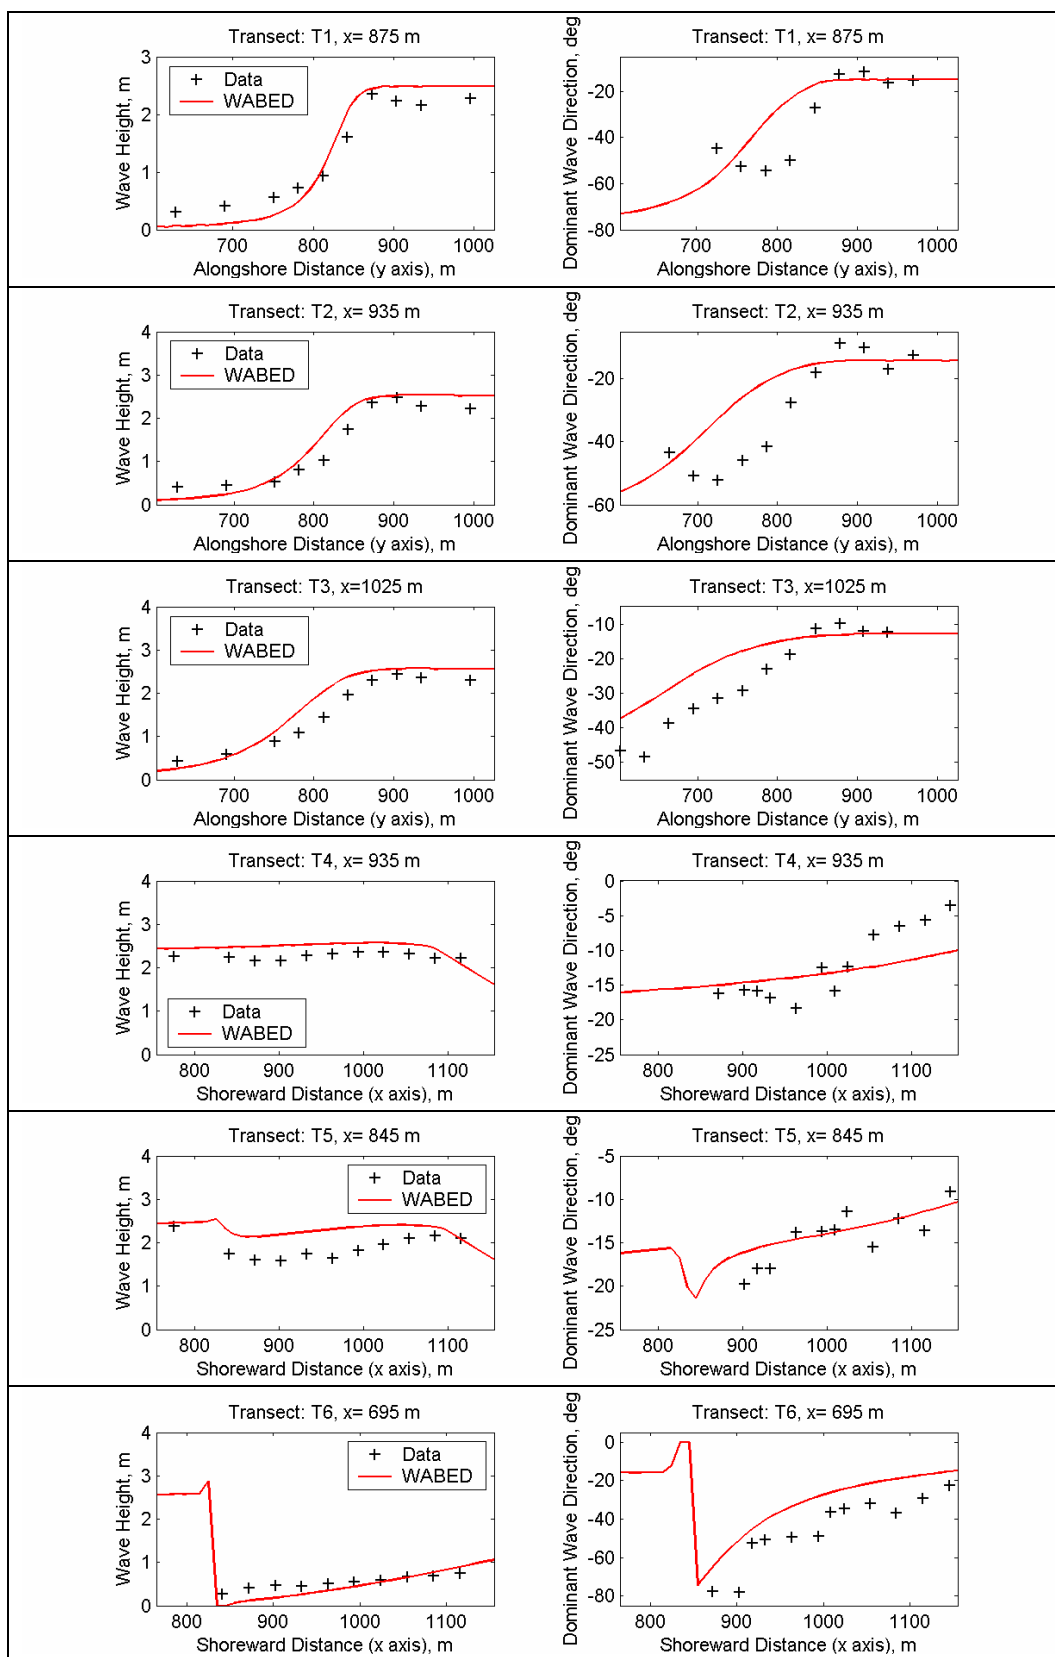 Transect: T1, x= 875 m
Wave Height, m
3
2
1
0
Data
WABED
700 800 900 1000
Alongshore Distance (y axis), m
Transect: T1, x= 875 m
Dominant Wave Direction, deg
-20
-40
-60
-80
700 800 900 1000
Alongshore Distance (y axis), m
Transect: T2, x= 935 m
Wave Height, m
4
3
2
1
0
Data
WABED
700 800 900 1000
Alongshore Distance (y axis), m
Transect: T2, x= 935 m
Dominant Wave Direction, deg
-20
-40
-60
700 800 900 1000
Alongshore Distance (y axis), m
Transect: T3, x=1025 m
Wave Height, m
4
3
2
1
0
Data
WABED
700 800 900 1000
Alongshore Distance (y axis), m
Transect: T3, x=1025 m
Dominant Wave Direction, deg
-10
-20
-30
-40
-50
700 800 900 1000
Alongshore Distance (y axis), m
Transect: T4, x= 935 m
Wave Height, m
4
3
2
1
0
Data
WABED
800 900 1000 1100
Shoreward Distance (x axis), m
Transect: T4, x= 935 m
Dominant Wave Direction, deg
0
-5
-10
-15
-20
-25
800 900 1000 1100
Shoreward Distance (x axis), m
Transect: T5, x= 845 m
Wave Height, m
4
3
2
1
0
Data
WABED
800 900 1000 1100
Shoreward Distance (x axis), m
Transect: T5, x= 845 m
Dominant Wave Direction, deg
-5
-10
-15
-20
-25
800 900 1000 1100
Shoreward Distance (x axis), m
Transect: T6, x= 695 m
Wave Height, m
4
3
2
1
0
Data
WABED
800 900 1000 1100
Shoreward Distance (x axis), m
Transect: T6, x= 695 m
Dominant Wave Direction, deg
0
-20
-40
-60
-80
800 900 1000 1100
Shoreward Distance (x axis), m